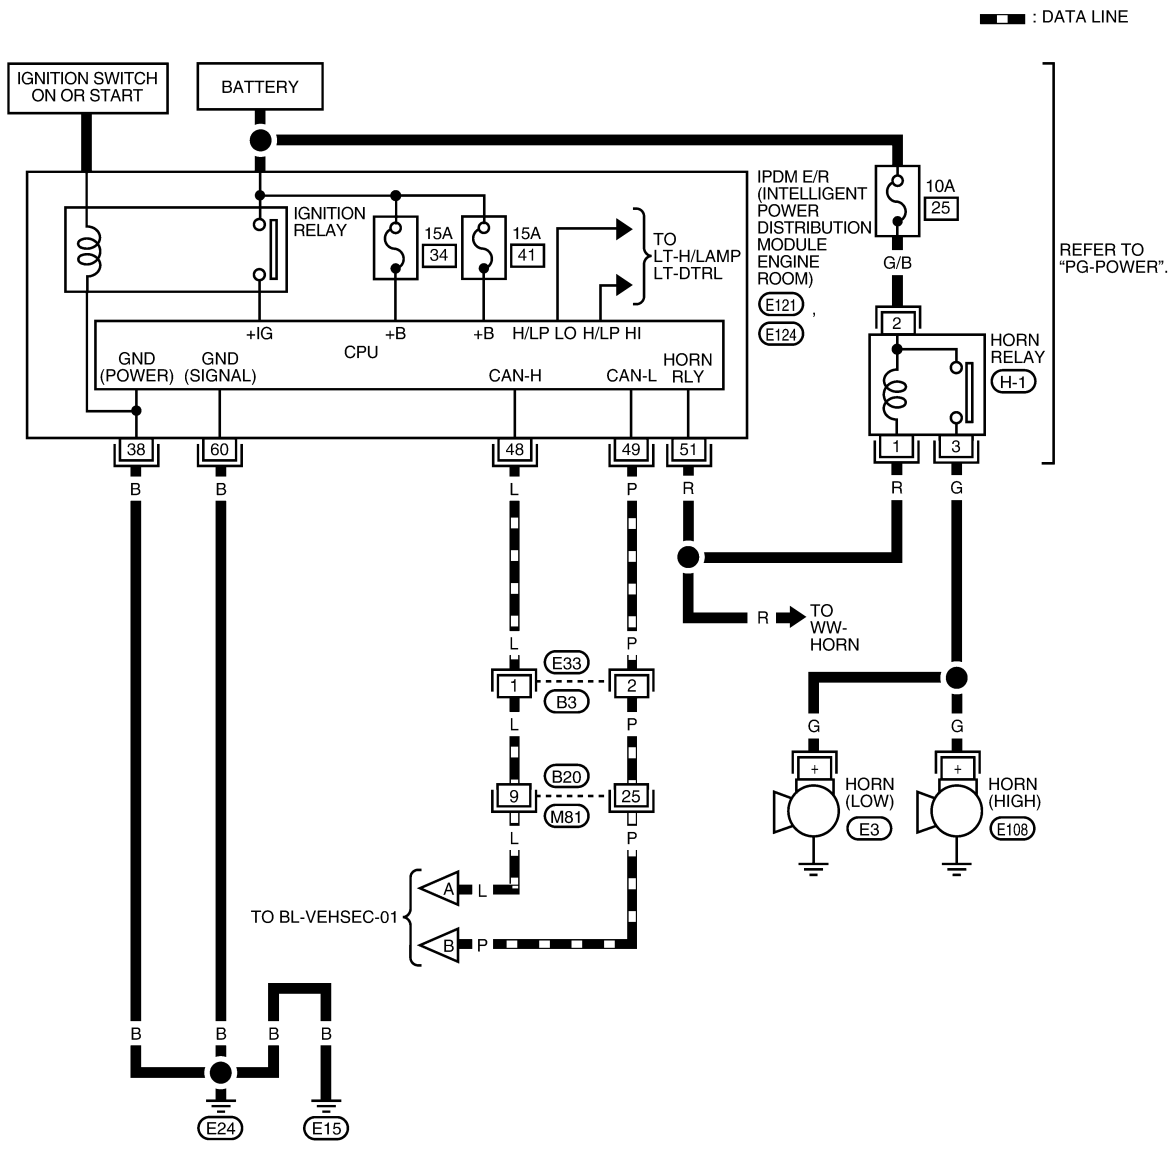 : DATA LINE
IGNITION SWITCH
ON OR START
BATTERY
IPDM E/R
(INTELLIGENT
POWER
DISTRIBUTION
MODULE
ENGINE
ROOM)
E121 ,
E124
10A
25
G/B
REFER TO
“PG-POWER”.
IGNITION
RELAY
15A
34
15A
41
TO
LT-H/LAMP
LT-DTRL
+IG
+B
+B
H/LP LO
H/LP HI
CPU
GND
(POWER)
GND
(SIGNAL)
CAN-H
CAN-L
HORN
RLY
2
HORN
RELAY
H-1
38
60
48
49
51
1
3
B
B
L
P
R
R
G
R
TO
WW-
HORN
L
P
E33
1
2
B3
L
P
G
G
B20
9
25
M81
+
+
HORN
(LOW)
E3
HORN
(HIGH)
E108
L
P
A
L
TO BL-VEHSEC-01
B
P
B
B
B
B
E24
E15